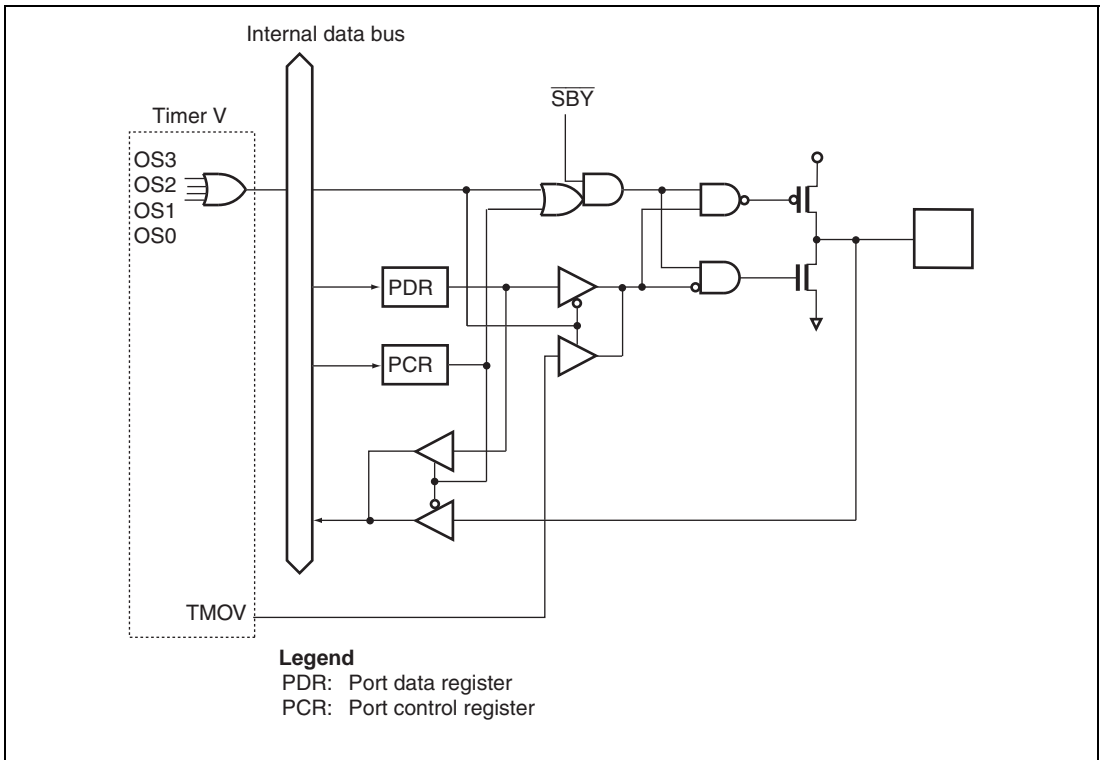 Internal data bus
SBY
Timer V
OS3
OS2
OS1
OS0
PDR
PCR
TMOV
Legend
PDR: Port data register
PCR: Port control register